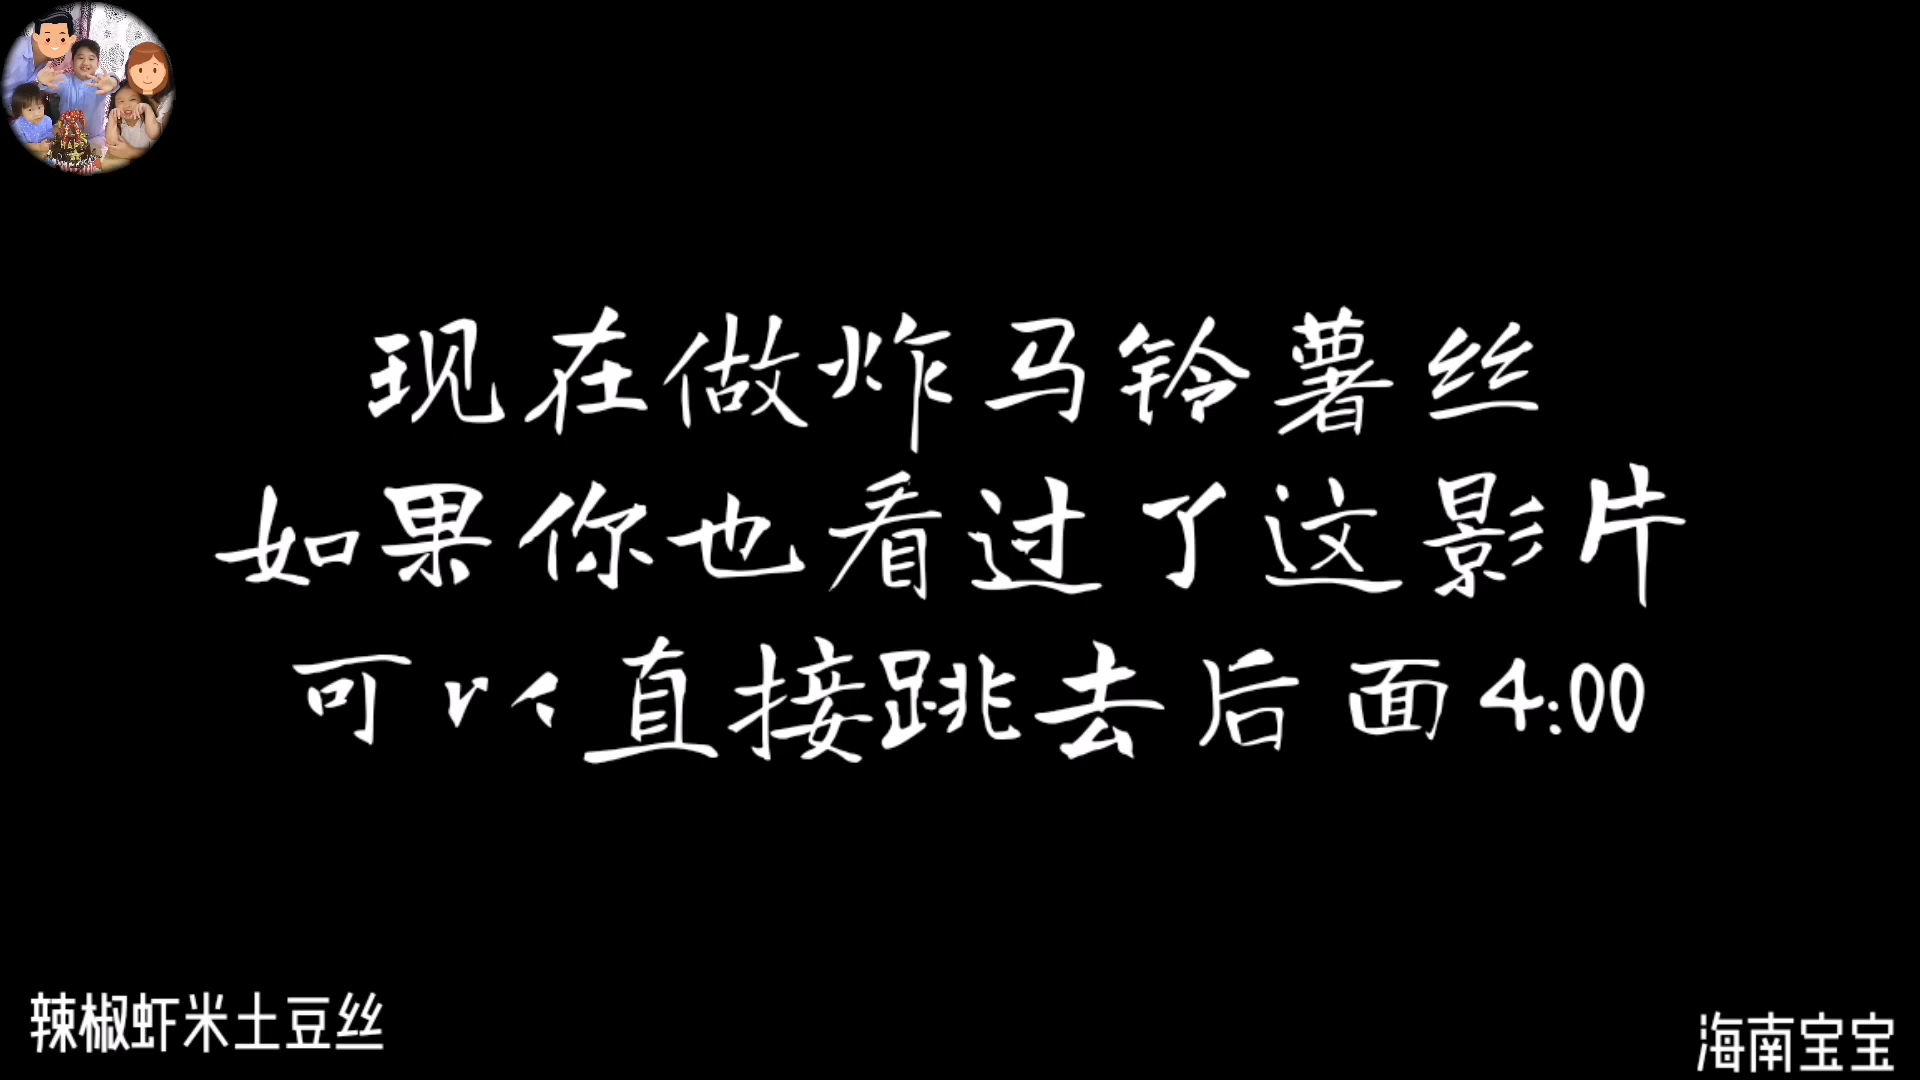 现在做炸马铃薯丝
如果你也看过了这影片
可以直接跳去后面4:00
辣椒虾米土豆丝
海南宝宝